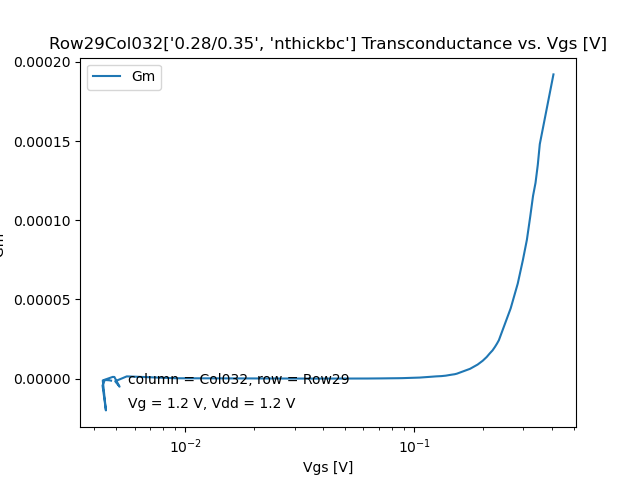 Row29Col032['0.28/0.35', 'nthickbc'] Transconductance vs. Vgs [V]
Gm
0.00020
0.00015
0.00010
0.00005
0.00000
column = Col032, row = Row29
Vg = 1.2 V, Vdd = 1.2 V
10⁻² 10⁻¹
Vgs [V]